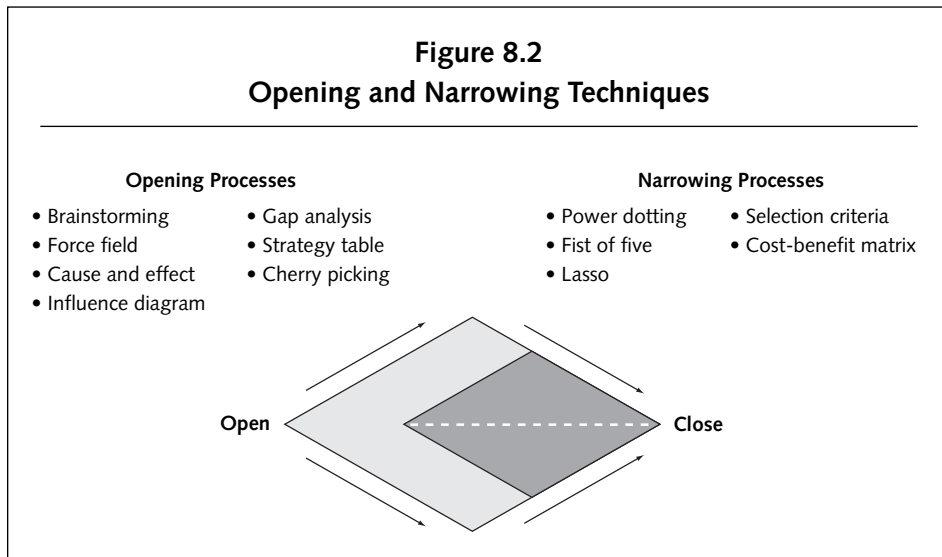 Figure 8.2
Opening and Narrowing Techniques
Opening Processes
• Brainstorming
• Force field
• Cause and effect
• Influence diagram
• Gap analysis
• Strategy table
• Cherry picking
Narrowing Processes
• Power dotting
• Fist of five
• Lasso
• Selection criteria
• Cost-benefit matrix
Open
Close